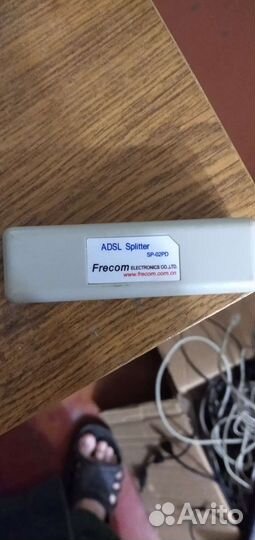 ADSL Splitter
SP-02PD
Frecom ELECTRONICS CO.,LTD.
www.frecom.com.cn
Avito